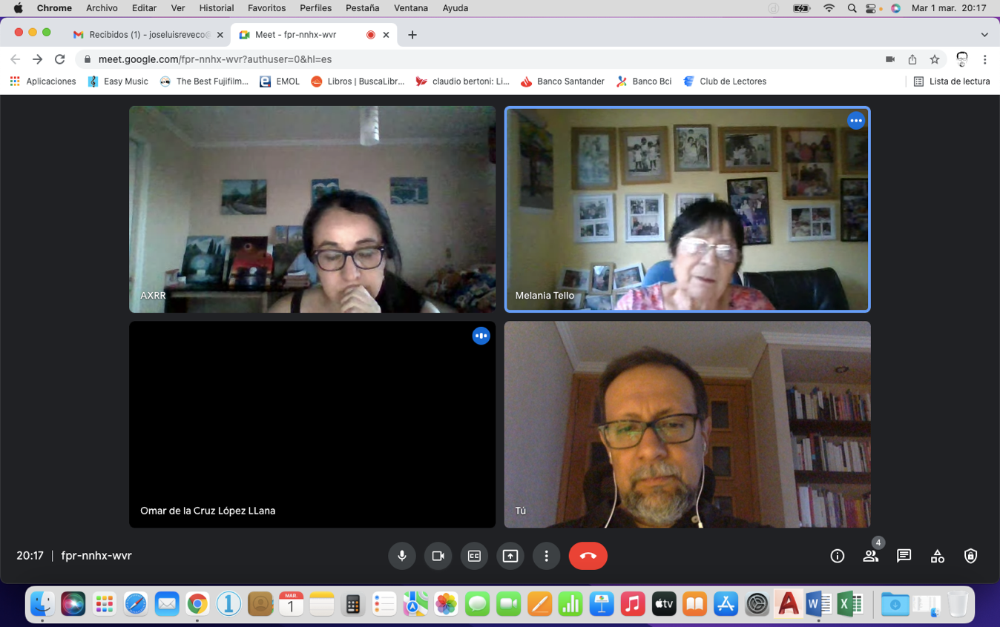 Chrome Archivo Editar Ver Historial Favoritos Perfiles Pestaña Ventana Ayuda Mar 1 mar. 20:17
Recibidos (1) - joseluisreveco@ Meet - fpr-nnhx-wvr
meet.google.com/fpr-nnhx-wvr?authuser=0&hl=es
Aplicaciones Easy Music The Best Fujifilm... EMOL Libros | BuscaLibr... claudio bertoni: Li... Banco Santander Banco Bci Club de Lectores Lista de lectura
AXRR
Melania Tello
Omar de la Cruz López LLana
Tú
20:17 | fpr-nnhx-wvr
4
MAR.
1
tv